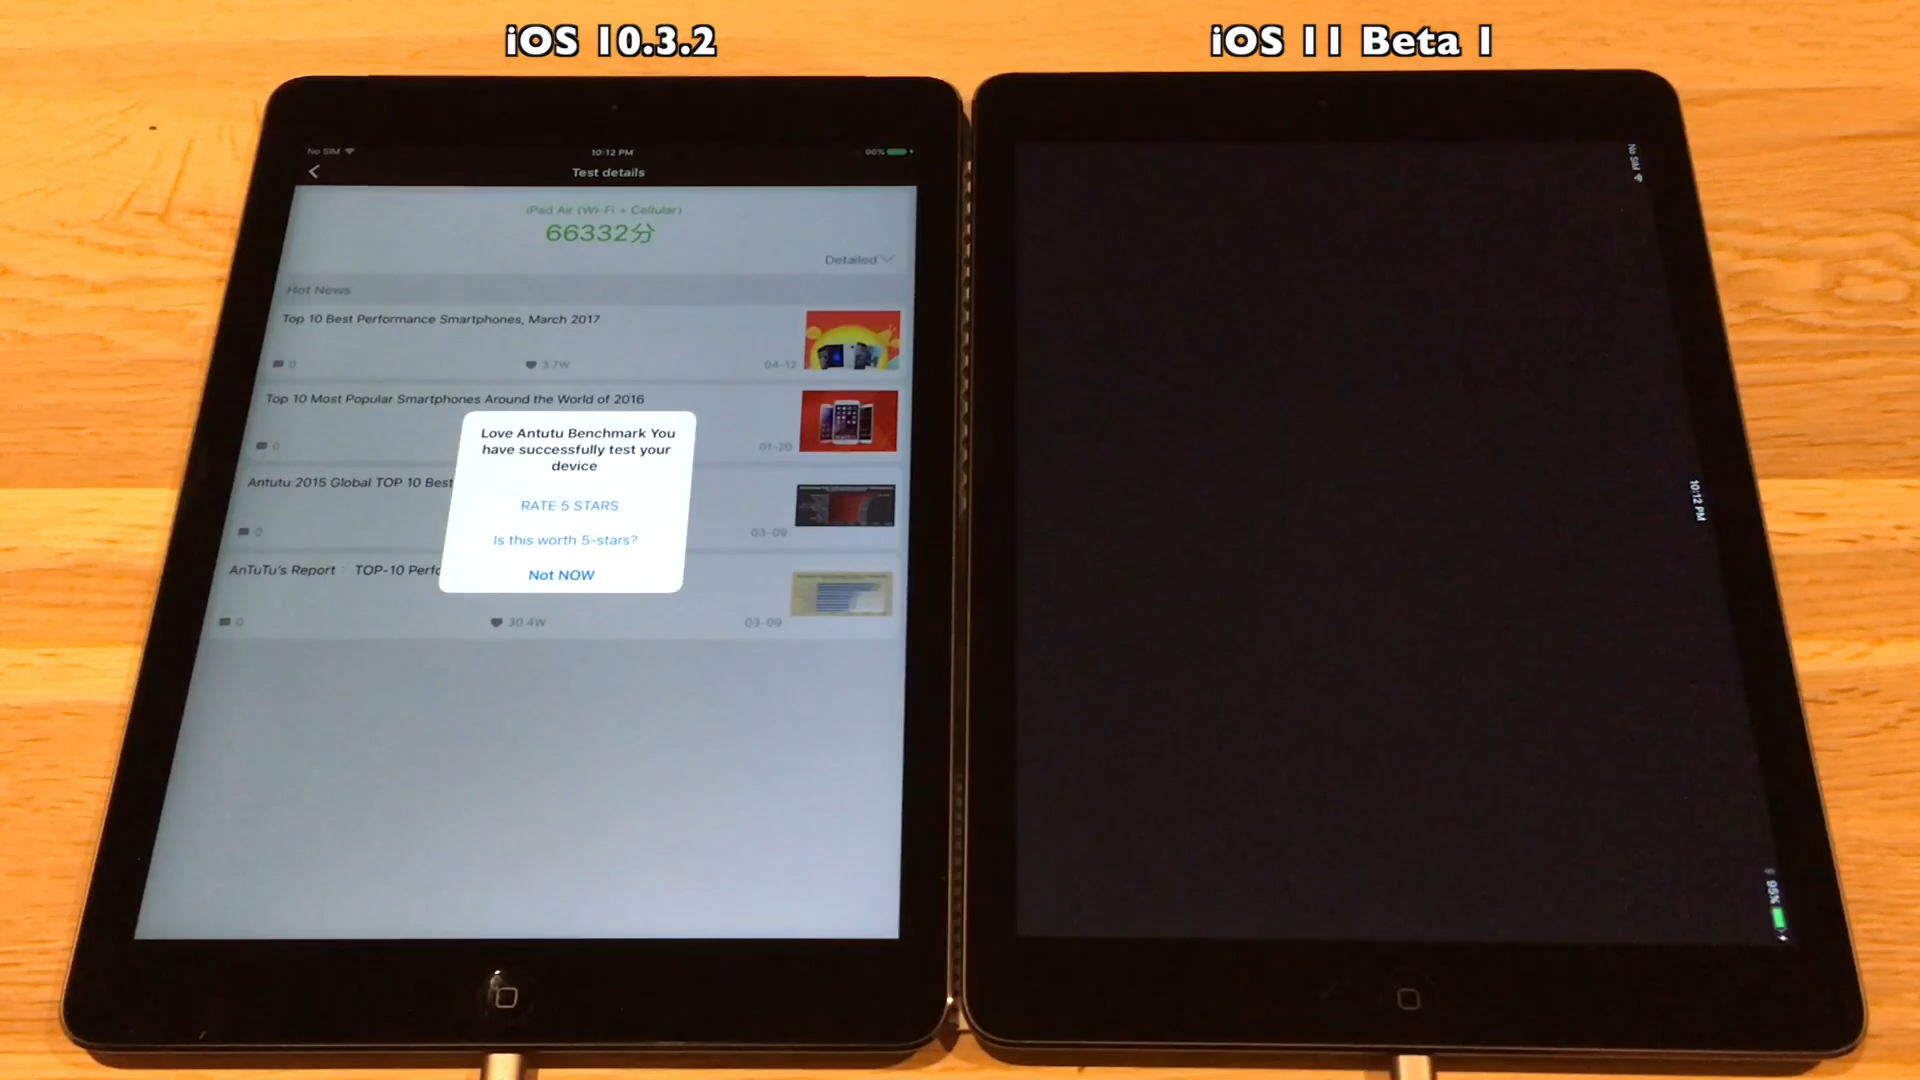 iOS 10.3.2
iOS 11 Beta 1
No SIM
10:12 PM
96%
Test details
iPad Air (Wi-Fi + Cellular)
66332分
Detailed
Hot News
Top 10 Best Performance Smartphones, March 2017
0
3.7W
04-12
Top 10 Most Popular Smartphones Around the World of 2016
0
01-20
Love Antutu Benchmark You
have successfully test your
device
RATE 5 STARS
Is this worth 5-stars?
Not NOW
Antutu:2015 Global TOP 10 Best
0
03-09
AnTuTu's Report : TOP-10 Perfo
0
30.4W
03-09
No SIM
10:12 PM
95%